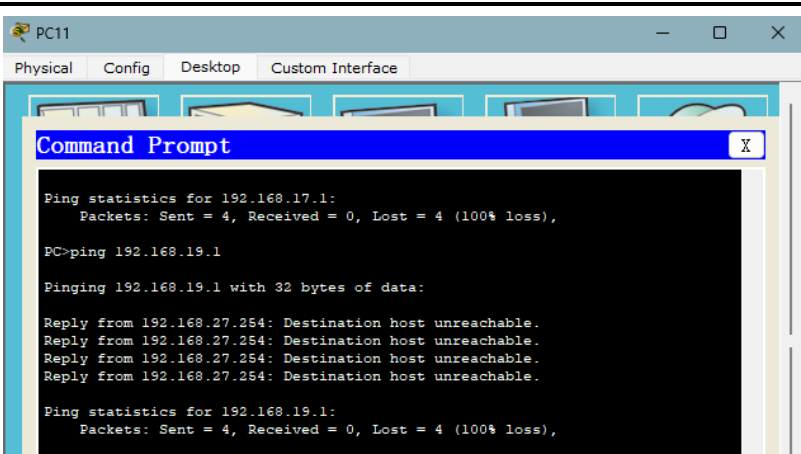 PC11
Physical Config Desktop Custom Interface
Command Prompt
X
Ping statistics for 192.168.17.1:
Packets: Sent = 4, Received = 0, Lost = 4 (100% loss),
PC>ping 192.168.19.1
Pinging 192.168.19.1 with 32 bytes of data:
Reply from 192.168.27.254: Destination host unreachable.
Reply from 192.168.27.254: Destination host unreachable.
Reply from 192.168.27.254: Destination host unreachable.
Reply from 192.168.27.254: Destination host unreachable.
Ping statistics for 192.168.19.1:
Packets: Sent = 4, Received = 0, Lost = 4 (100% loss),